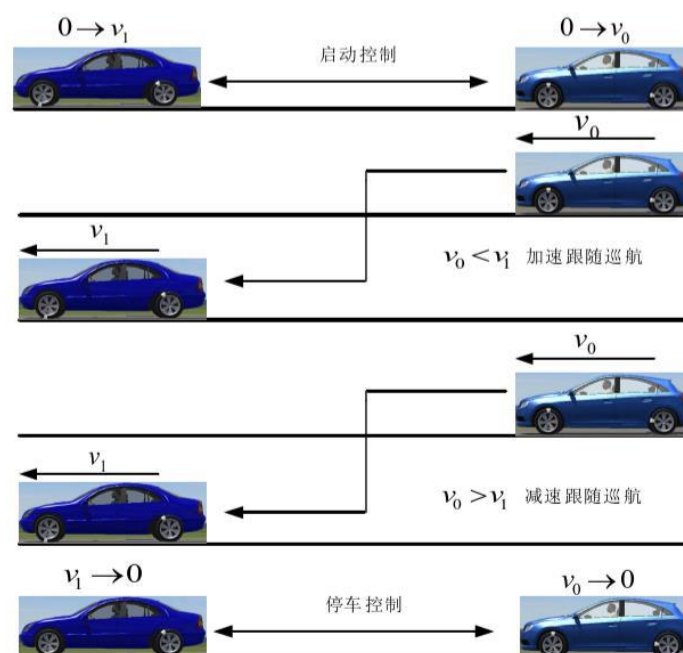 0→v₁
启动控制
0→v₀
v₀
v₁
v₀<v₁ 加速跟随巡航
v₀
v₁
v₀>v₁ 减速跟随巡航
v₁→0
停车控制
v₀→0